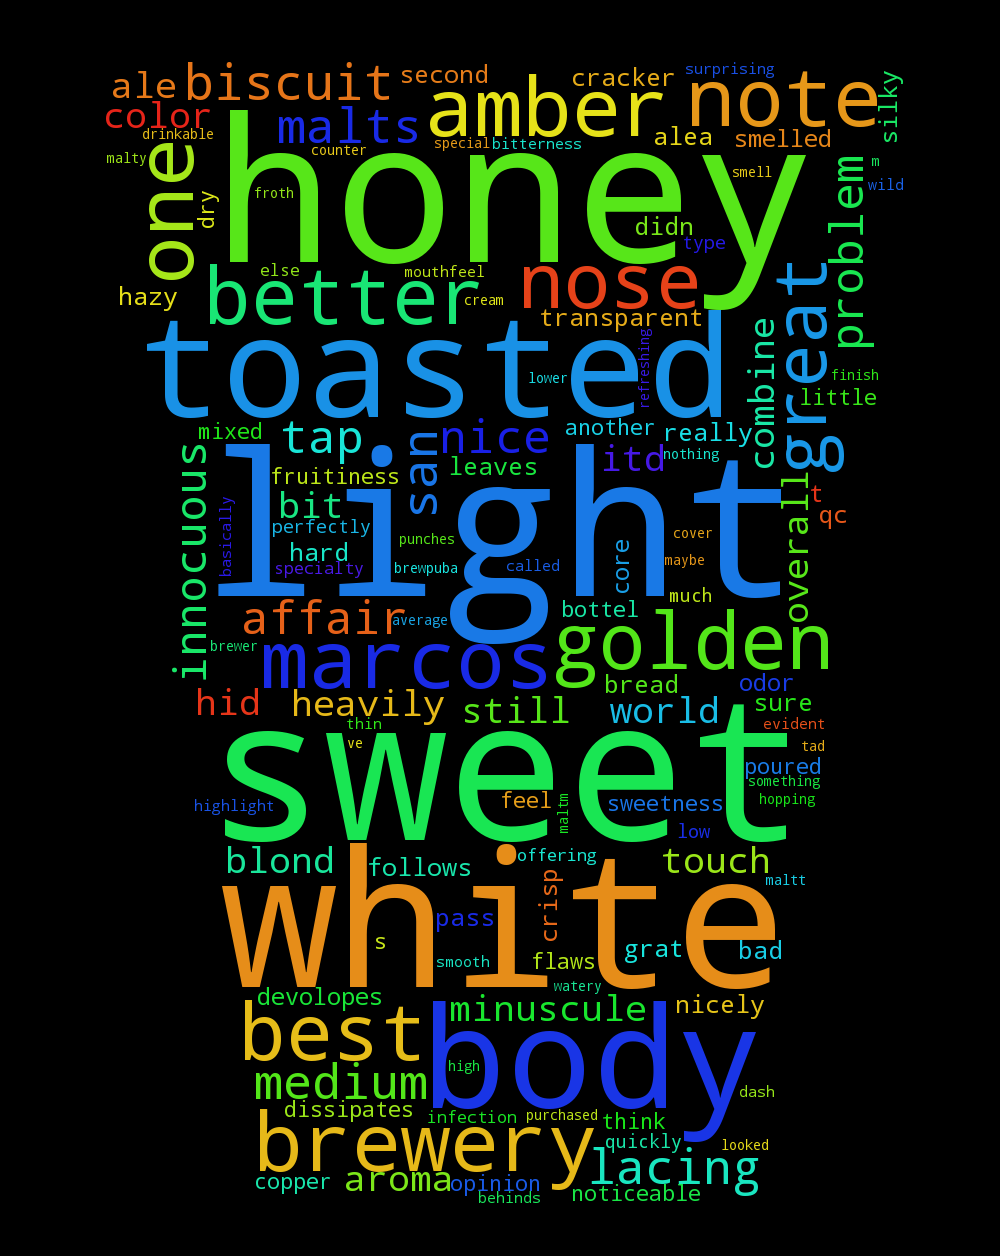 surprising
biscuit
second
cracker
ale
amber
note
silky
color
malts
drinkable
counter
special
bitterness
alea
smelled
malty
honey
one
dry
froth
smell
m
wild
problem
didn
type
else
mouthfeel
nose
hazy
better
cream
transparent
great
toasted
lower
refreshing
combine
finish
little
mixed
tap
san
nice
another
really
itd
nothing
innocuous
fruitiness
leaves
light
overall
t
qc
bit
basically
perfectly
hard
specialty
punches
brewpuba
called
core
cover
maybe
much
affair
average
bottel
golden
brewer
marcos
bread
odor
hid
heavily
still
world
sure
thin
evident
ve
tad
sweet
poured
something
highlight
feel
maltm
sweetness
hopping
low
blond
follows
offering
touch
white
crisp
maltt
pass
s
smooth
flaws
grat
bad
watery
devolopes
minuscule
nicely
best
body
high
medium
dash
dissipates
infection
purchased
think
brewery
quickly
looked
copper
aroma
opinion
lacing
behinds
noticeable